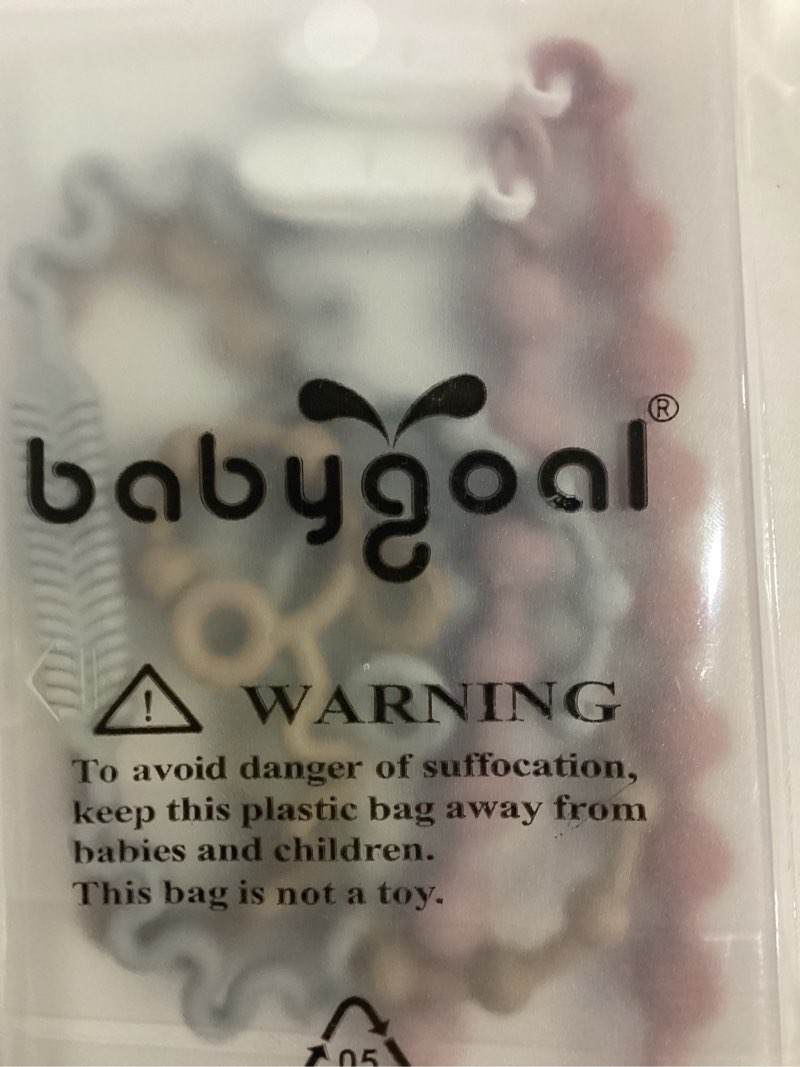 babygoal®
! WARNING
To avoid danger of suffocation,
keep this plastic bag away from
babies and children.
This bag is not a toy.
05